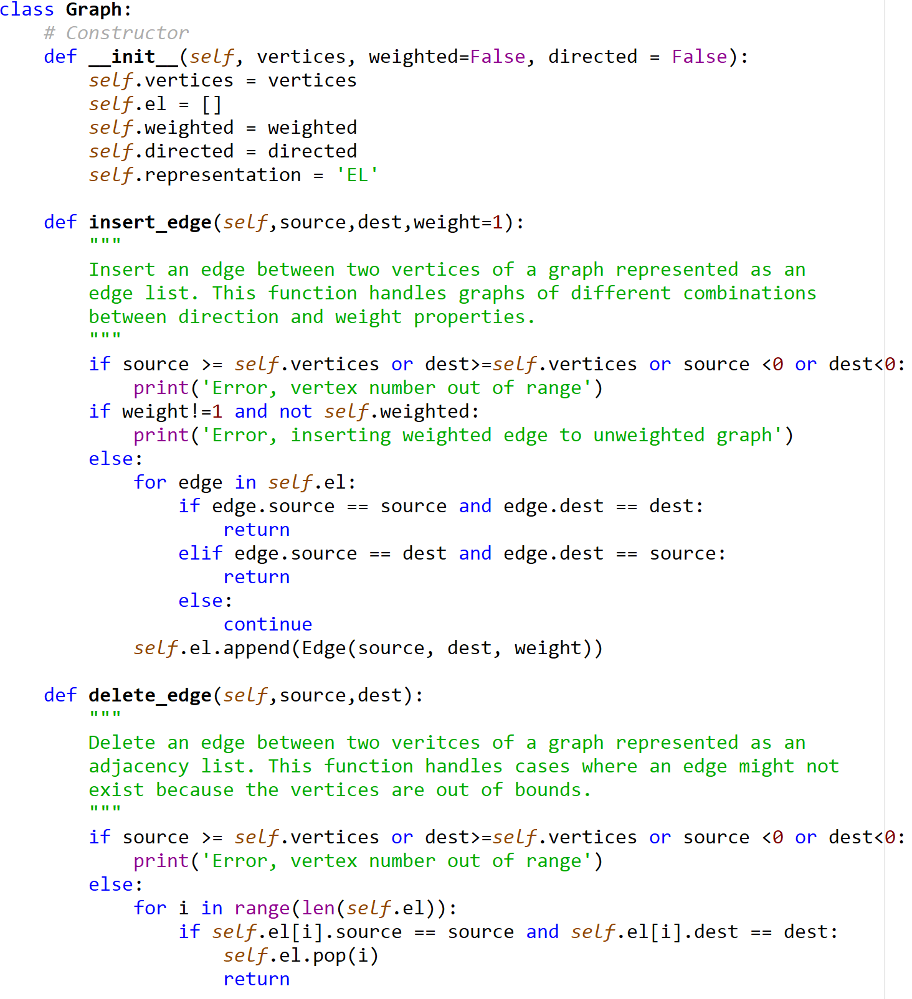 class Graph:
    # Constructor
    def __init__(self, vertices, weighted=False, directed = False):
        self.vertices = vertices
        self.el = []
        self.weighted = weighted
        self.directed = directed
        self.representation = 'EL'

    def insert_edge(self,source,dest,weight=1):
        """
        Insert an edge between two vertices of a graph represented as an
        edge list. This function handles graphs of different combinations
        between direction and weight properties.
        """
        if source >= self.vertices or dest>=self.vertices or source <0 or dest<0:
            print('Error, vertex number out of range')
        if weight!=1 and not self.weighted:
            print('Error, inserting weighted edge to unweighted graph')
        else:
            for edge in self.el:
                if edge.source == source and edge.dest == dest:
                    return
                elif edge.source == dest and edge.dest == source:
                    return
                else:
                    continue
            self.el.append(Edge(source, dest, weight))

    def delete_edge(self,source,dest):
        """
        Delete an edge between two veritces of a graph represented as an
        adjacency list. This function handles cases where an edge might not
        exist because the vertices are out of bounds.
        """
        if source >= self.vertices or dest>=self.vertices or source <0 or dest<0:
            print('Error, vertex number out of range')
        else:
            for i in range(len(self.el)):
                if self.el[i].source == source and self.el[i].dest == dest:
                    self.el.pop(i)
                    return